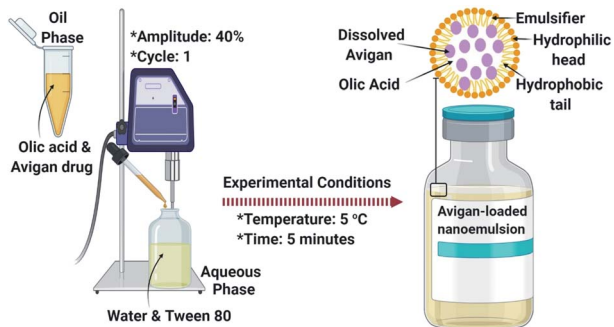 Oil
Phase
Olic acid &
Avigan drug
*Amplitude: 40%
*Cycle: 1
Aqueous
Phase
Water & Tween 80
Experimental Conditions
*Temperature: 5 °C
*Time: 5 minutes
Dissolved
Avigan
Olic Acid
Emulsifier
Hydrophilic
head
Hydrophobic
tail
Avigan-loaded
nanoemulsion